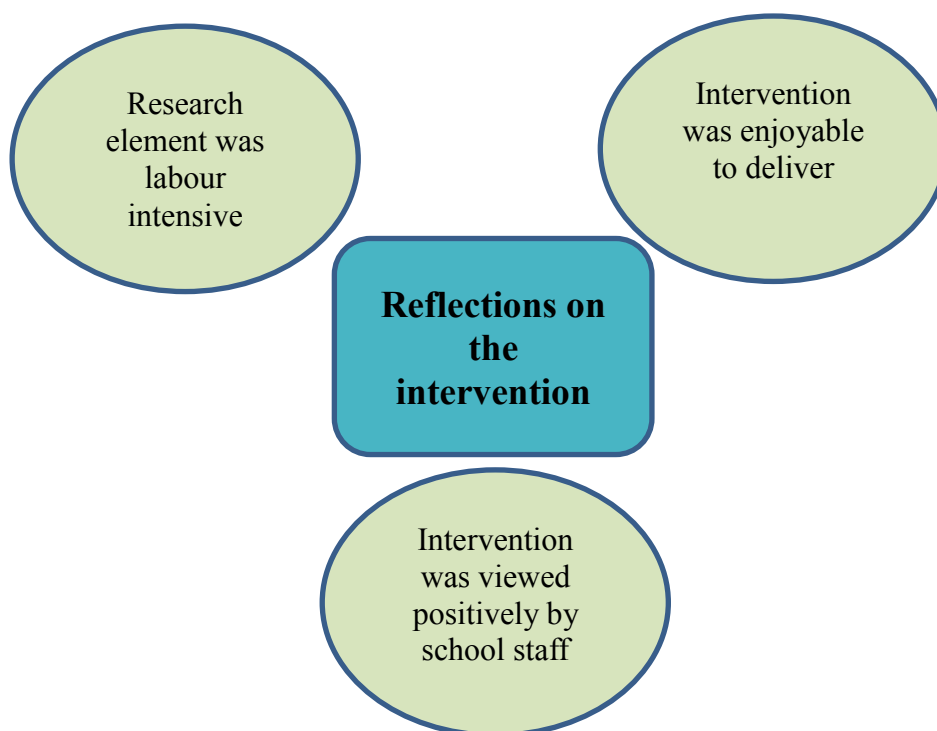 Research
element was
labour
intensive
Intervention
was enjoyable
to deliver
Reflections on
the
intervention
Intervention
was viewed
positively by
school staff